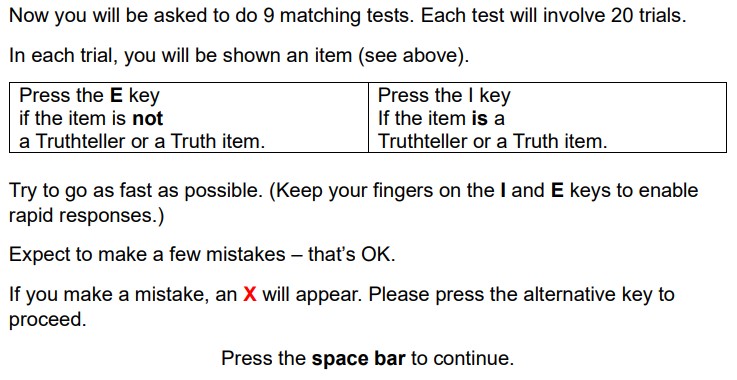 Now you will be asked to do 9 matching tests. Each test will involve 20 trials.
In each trial, you will be shown an item (see above).
Press the E key
if the item is not
a Truthteller or a Truth item.
Press the I key
If the item is a
Truthteller or a Truth item.
Try to go as fast as possible. (Keep your fingers on the I and E keys to enable
rapid responses.)
Expect to make a few mistakes – that's OK.
If you make a mistake, an X will appear. Please press the alternative key to
proceed.
Press the space bar to continue.